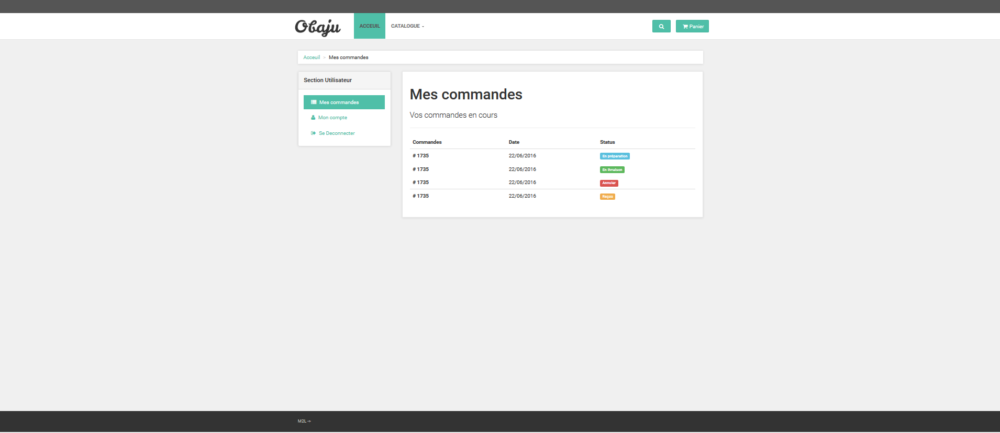 Obaju ACCEUIL CATALOGUE Panier
Acceuil > Mes commandes
Section Utilisateur
Mes commandes
Mon compte
Se Deconnecter
Mes commandes
Vos commandes en cours
Commandes Date Status
# 1735 22/06/2016 En préparation
# 1735 22/06/2016 En livraison
# 1735 22/06/2016 Annuler
# 1735 22/06/2016 Reçus
M2L ->